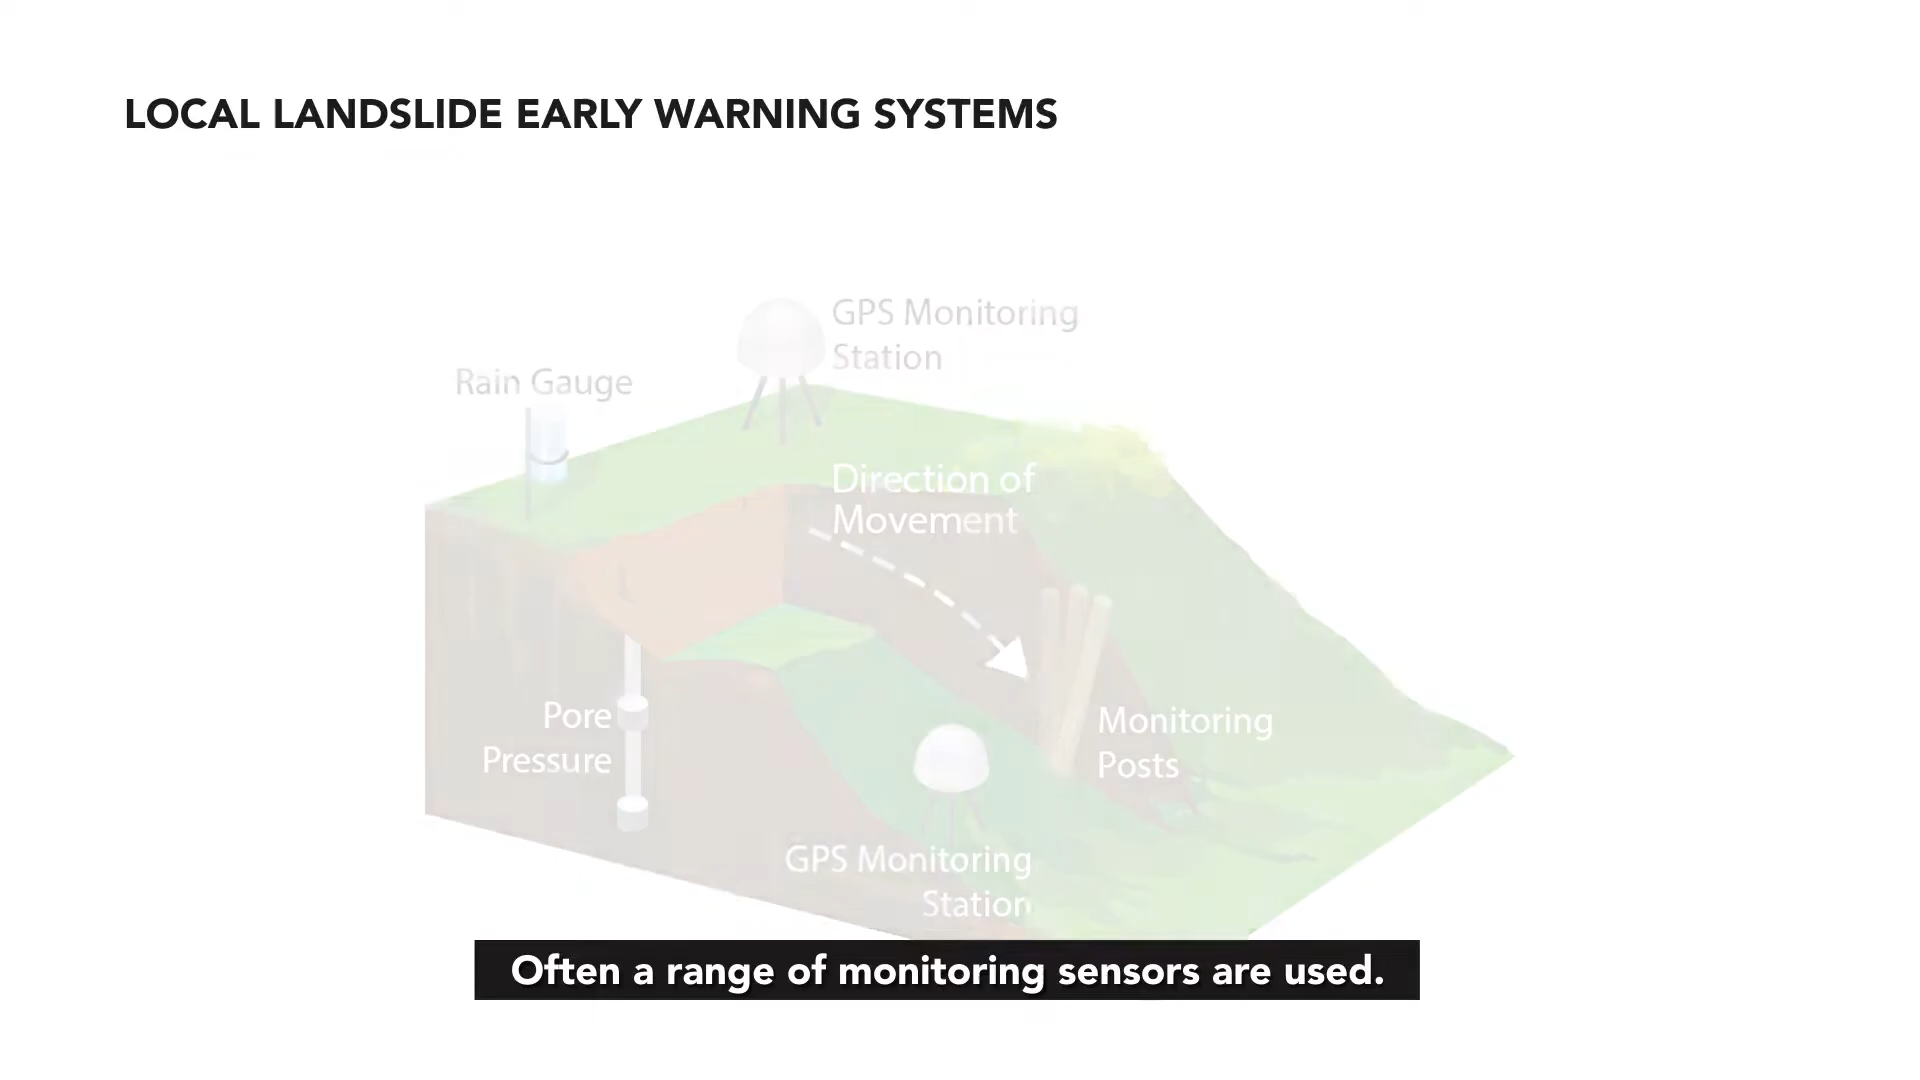 LOCAL LANDSLIDE EARLY WARNING SYSTEMS
GPS Monitoring
Station
Rain Gauge
Direction of
Movement
Pore
Pressure
Monitoring
Posts
GPS Monitoring
Station
Often a range of monitoring sensors are used.